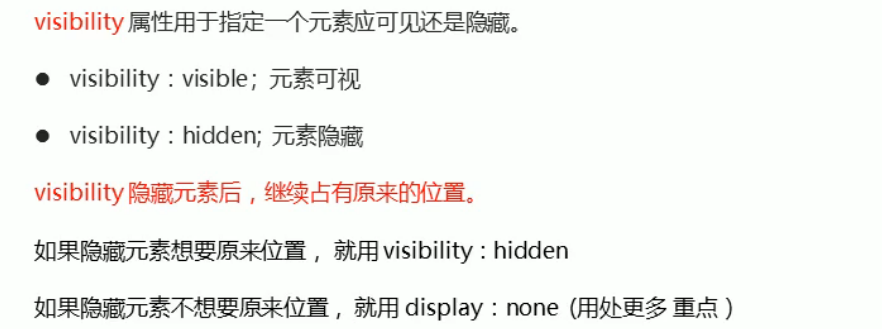 visibility 属性用于指定一个元素应可见还是隐藏。
● visibility：visible；元素可视
● visibility：hidden; 元素隐藏
visibility 隐藏元素后，继续占有原来的位置。
如果隐藏元素想要原来位置， 就用 visibility：hidden
如果隐藏元素不想要原来位置， 就用 display：none (用处更多 重点）